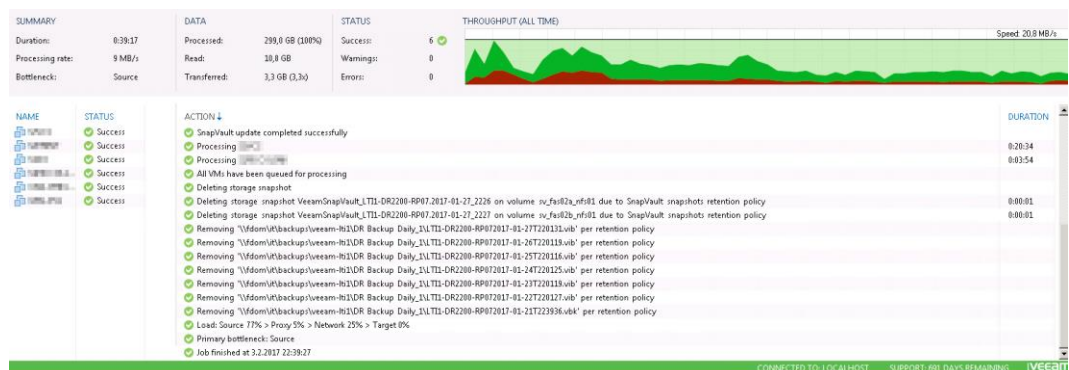 SUMMARY DATA STATUS THROUGHPUT (ALL TIME)
Duration: 0:39:17 Processed: 299,0 GB (100%) Success: 6 Speed: 20,8 MB/s
Processing rate: 9 MB/s Read: 10,8 GB Warnings: 0
Bottleneck: Source Transferred: 3,3 GB (3,3x) Errors: 0
NAME STATUS ACTION DURATION
Success SnapVault update completed successfully
Success Processing 0:20:34
Success Processing 0:03:54
Success All VMs have been queued for processing
Success Deleting storage snapshot
Success Deleting storage snapshot VeeamSnapVault_LTI1-DR2200-RP07.2017-01-27_2226 on volume sv_fas02a_nfs01 due to SnapVault snapshots retention policy 0:00:01
Deleting storage snapshot VeeamSnapVault_LTI1-DR2200-RP07.2017-01-27_2227 on volume sv_fas02b_nfs01 due to SnapVault snapshots retention policy 0:00:01
Removing '\\fdom\it\backups\veeam-lti1\DR Backup Daily_1\LTI1-DR2200-RP072017-01-27T220131.vib' per retention policy
Removing '\\fdom\it\backups\veeam-lti1\DR Backup Daily_1\LTI1-DR2200-RP072017-01-26T220119.vib' per retention policy
Removing '\\fdom\it\backups\veeam-lti1\DR Backup Daily_1\LTI1-DR2200-RP072017-01-25T220116.vib' per retention policy
Removing '\\fdom\it\backups\veeam-lti1\DR Backup Daily_1\LTI1-DR2200-RP072017-01-24T220125.vib' per retention policy
Removing '\\fdom\it\backups\veeam-lti1\DR Backup Daily_1\LTI1-DR2200-RP072017-01-23T220119.vib' per retention policy
Removing '\\fdom\it\backups\veeam-lti1\DR Backup Daily_1\LTI1-DR2200-RP072017-01-22T220127.vib' per retention policy
Removing '\\fdom\it\backups\veeam-lti1\DR Backup Daily_1\LTI1-DR2200-RP072017-01-21T223936.vbk' per retention policy
Load: Source 77% > Proxy 5% > Network 25% > Target 0%
Primary bottleneck: Source
Job finished at 3.2.2017 22:39:27
CONNECTED TO: LOCALHOST SUPPORT: 691 DAYS REMAINING veeam